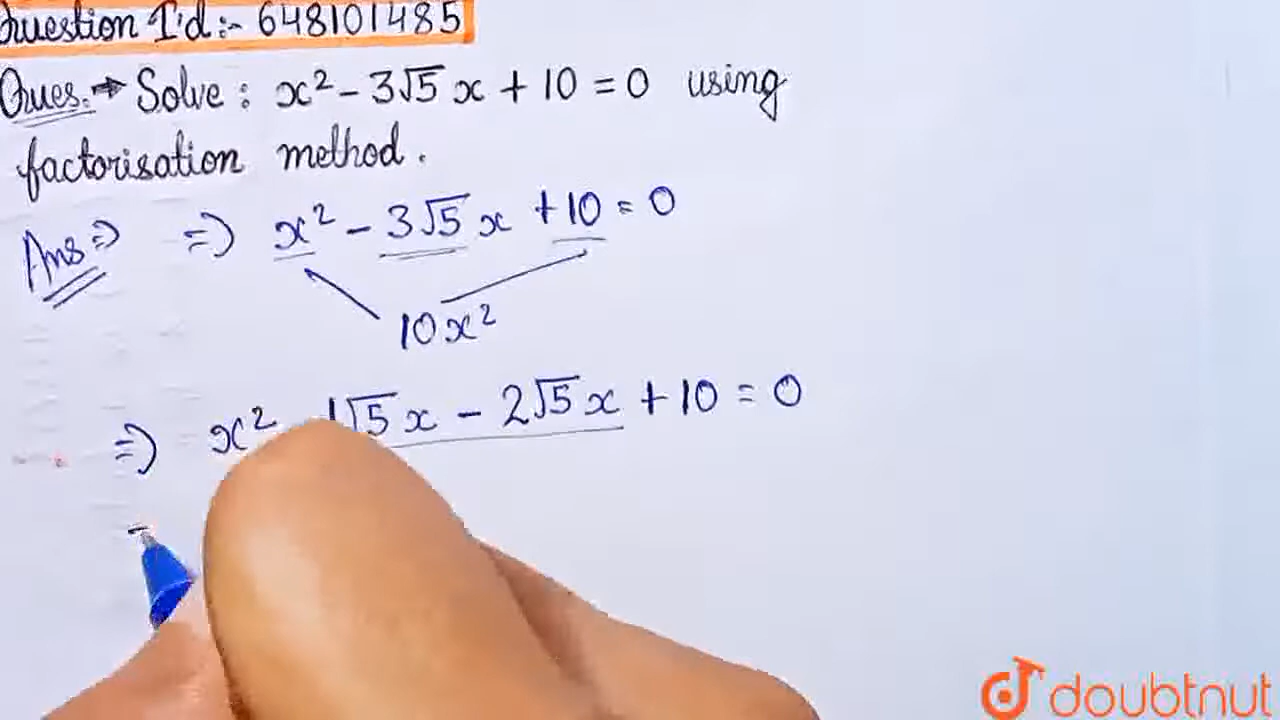 Question I'd :- 648101485
Ques. → Solve : x² - 3√5 x + 10 = 0 using
factorisation method.
Ans ⇒ ⇒) x² - 3√5 x + 10 = 0
10x²
⇒) x² 1√5 x - 2√5 x + 10 = 0
doubtnut